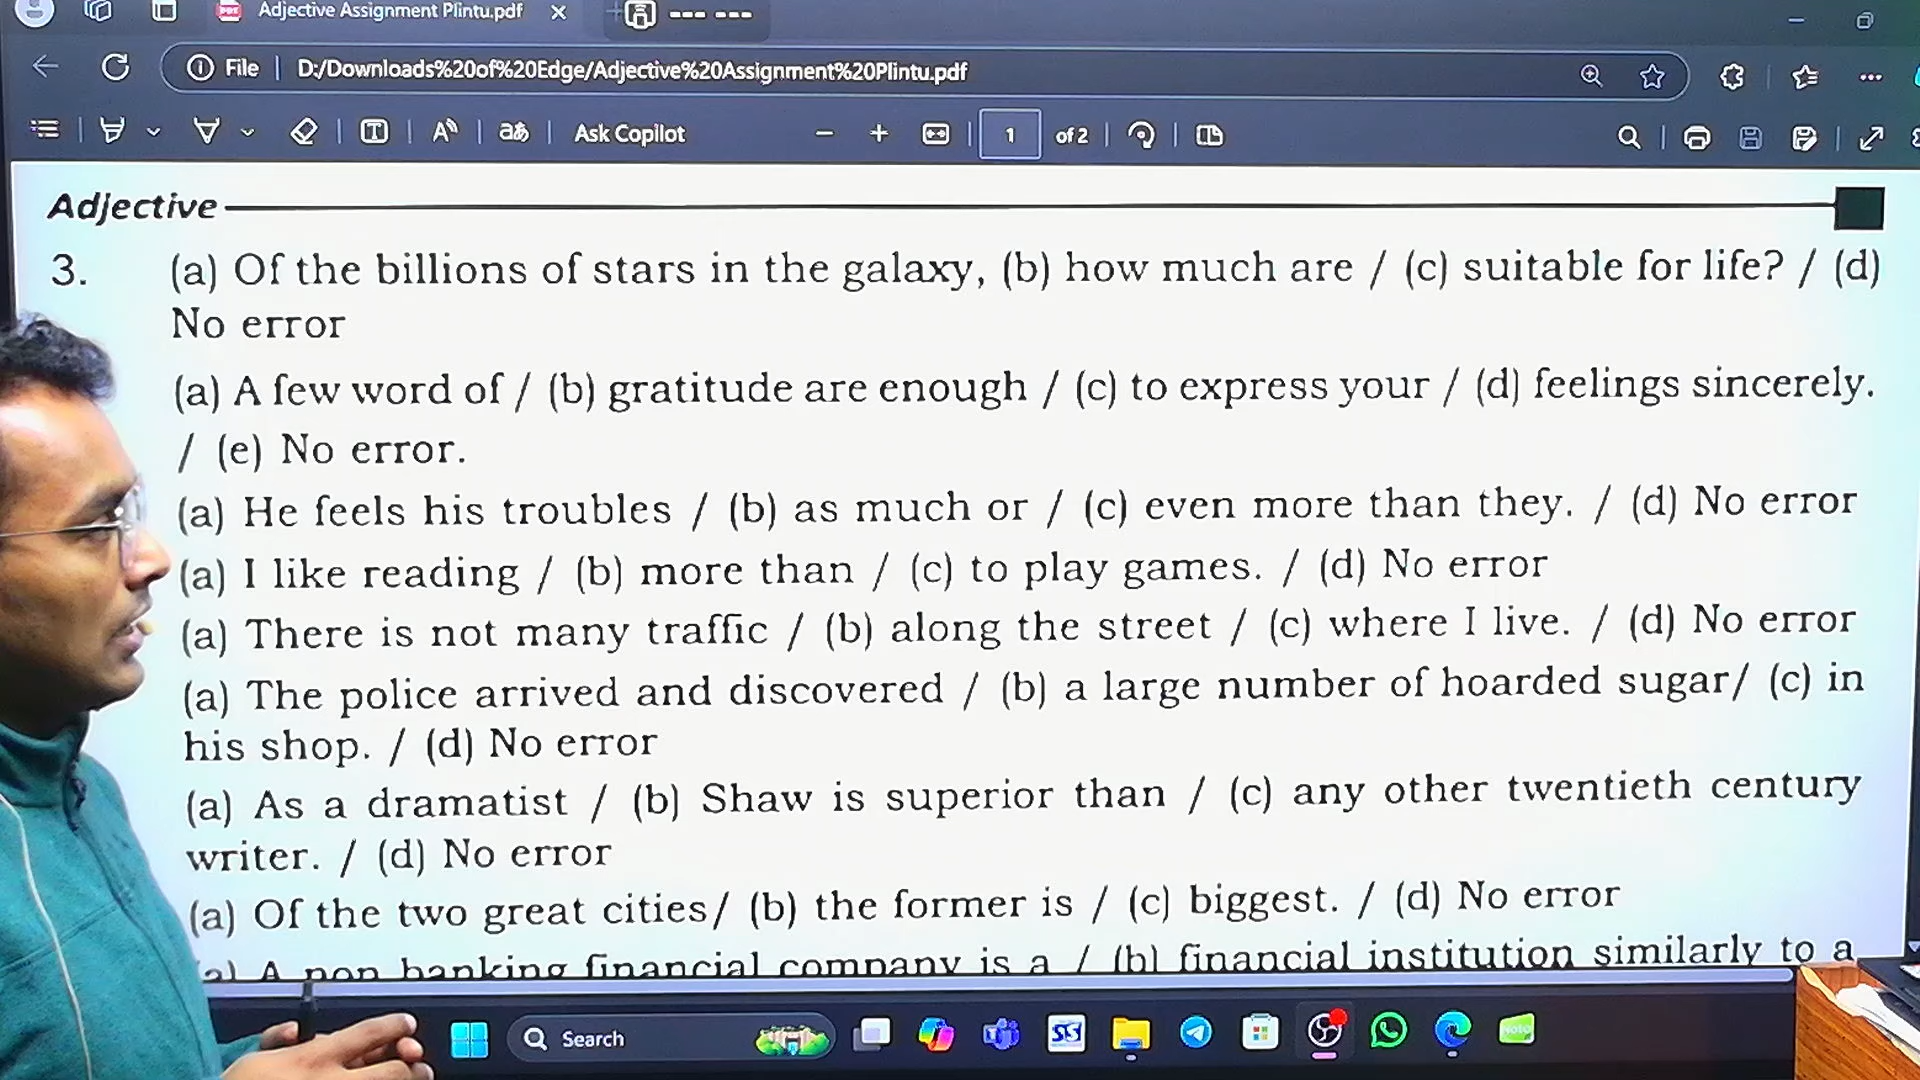 Adjective Assignment Plintu.pdf
File D:/Downloads%20of%20Edge/Adjective%20Assignment%20Plintu.pdf
Ask Copilot 1 of 2
Adjective
3. (a) Of the billions of stars in the galaxy, (b) how much are / (c) suitable for life? / (d)
No error
(a) A few word of / (b) gratitude are enough / (c) to express your / (d) feelings sincerely.
/ (e) No error.
(a) He feels his troubles / (b) as much or / (c) even more than they. / (d) No error
(a) I like reading / (b) more than / (c) to play games. / (d) No error
(a) There is not many traffic / (b) along the street / (c) where I live. / (d) No error
(a) The police arrived and discovered / (b) a large number of hoarded sugar/ (c) in
his shop. / (d) No error
(a) As a dramatist / (b) Shaw is superior than / (c) any other twentieth century
writer. / (d) No error
(a) Of the two great cities/ (b) the former is / (c) biggest. / (d) No error
(a) A non banking financial company is a / (b) financial institution similarly to a
Search